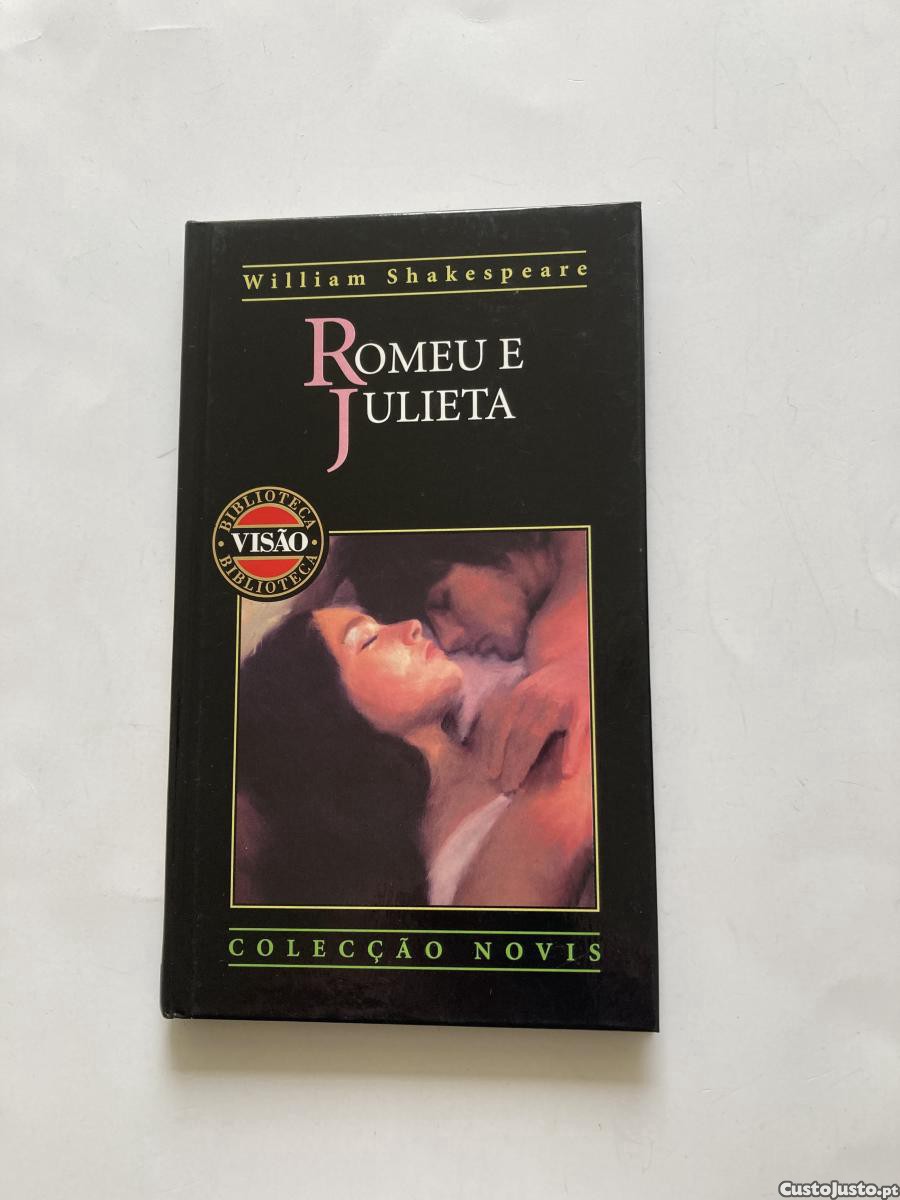 William Shakespeare
ROMEU E
JULIETA
BIBLIOTECA
VISÃO
BIBLIOTECA
COLECÇÃO NOVIS
CustoJusto.pt